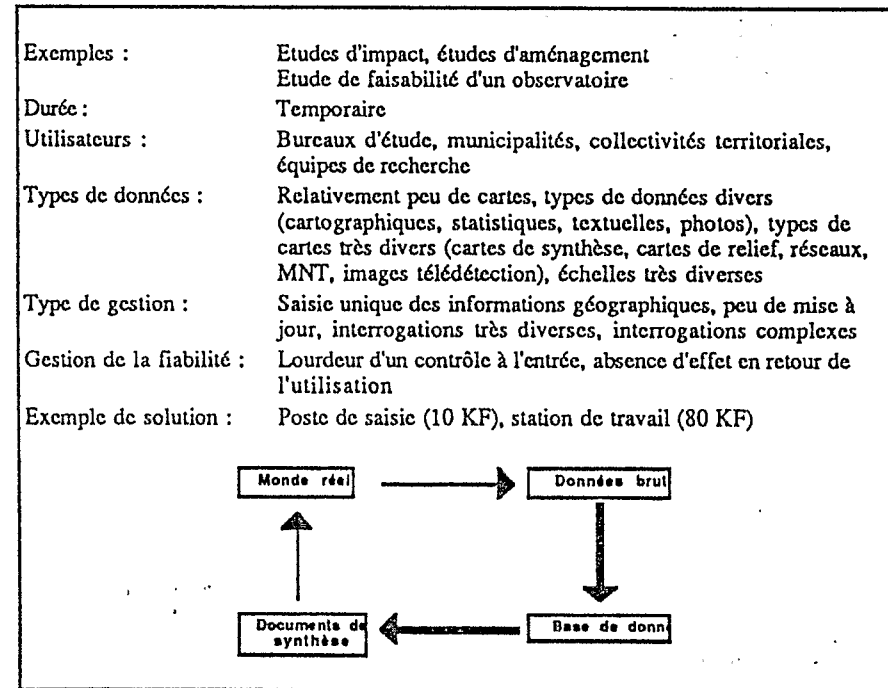 Exemples : Etudes d'impact, études d'aménagement
Etude de faisabilité d'un observatoire
Durée : Temporaire
Utilisateurs : Bureaux d'étude, municipalités, collectivités territoriales,
équipes de recherche
Types de données : Relativement peu de cartes, types de données divers
(cartographiques, statistiques, textuelles, photos), types de
cartes très divers (cartes de synthèse, cartes de relief, réseaux,
MNT, images télédétection), échelles très diverses
Type de gestion : Saisie unique des informations géographiques, peu de mise à
jour, interrogations très diverses, interrogations complexes
Gestion de la fiabilité : Lourdeur d'un contrôle à l'entrée, absence d'effet en retour de
l'utilisation
Exemple de solution : Poste de saisie (10 KF), station de travail (80 KF)
Monde réel Données brut
Documents de Base de donn
synthèse